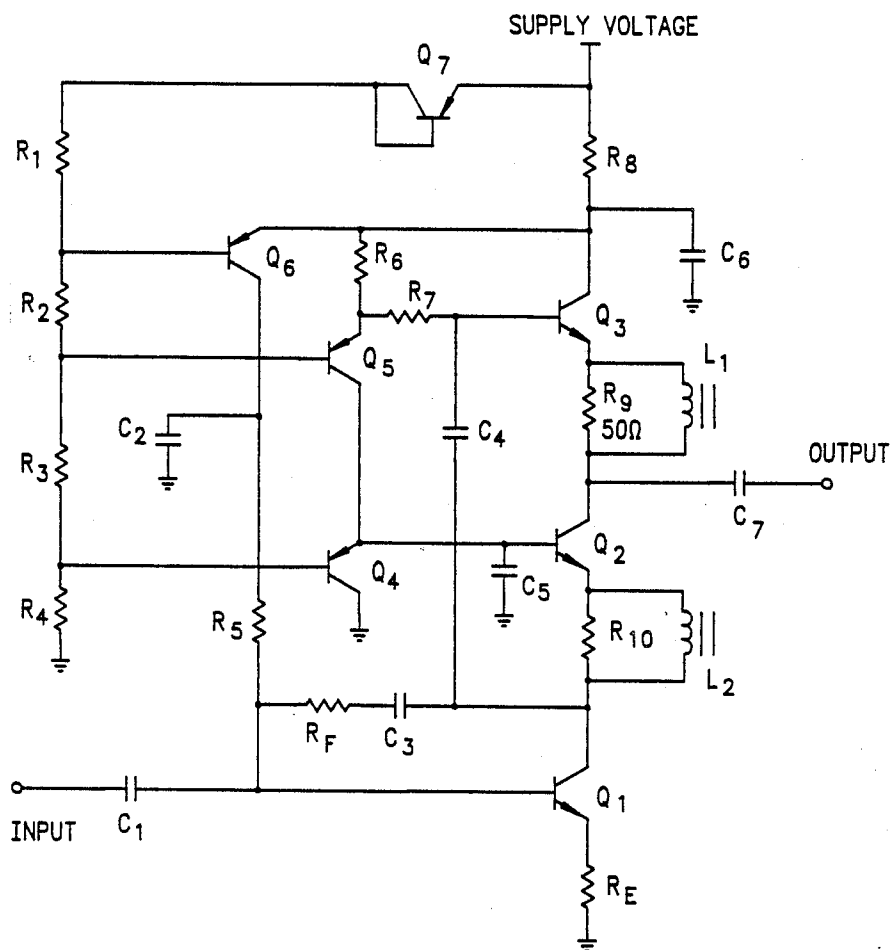 SUPPLY VOLTAGE
Q7
R1
R8
Q6
R6
C6
R2
R7
Q3
Q5
L1
R9
50Ω
C2
C4
R3
OUTPUT
C7
Q2
Q4
C5
R4
R5
R10
L2
RF
C3
Q1
INPUT
C1
RE